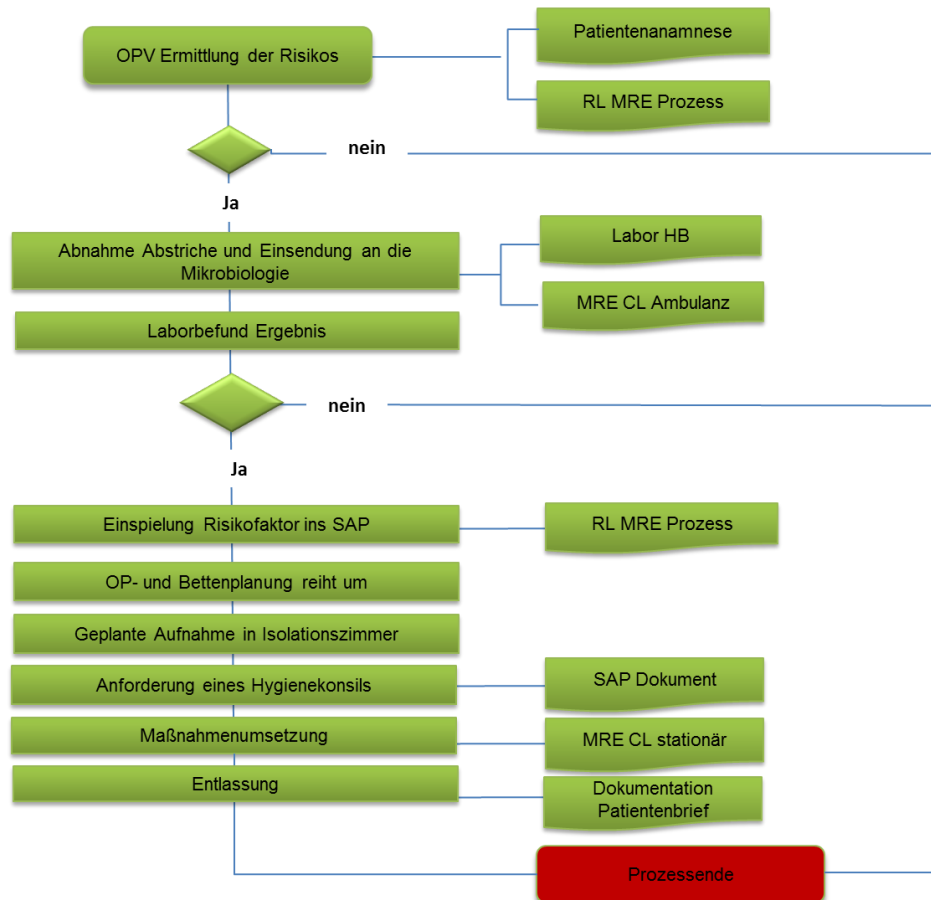 OPV Ermittlung der Risikos
Patientenanamnese
RL MRE Prozess
nein
Ja
Abnahme Abstriche und Einsendung an die
Mikrobiologie
Labor HB
MRE CL Ambulanz
Laborbefund Ergebnis
nein
Ja
Einspielung Risikofaktor ins SAP
RL MRE Prozess
OP- und Bettenplanung reiht um
Geplante Aufnahme in Isolationszimmer
Anforderung eines Hygienekonsils
SAP Dokument
Maßnahmenumsetzung
MRE CL stationär
Entlassung
Dokumentation
Patientenbrief
Prozessende